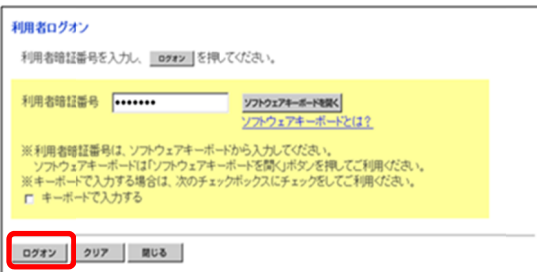 利用者ログオン
利用者暗証番号を入力し、 ログオン を押してください。
利用者暗証番号 ••••••• ソフトウェアキーボードを開く
ソフトウェアキーボードとは？
※利用者暗証番号は、ソフトウェアキーボードから入力してください。
ソフトウェアキーボードは「ソフトウェアキーボードを開く」ボタンを押してご利用ください。
※キーボードで入力する場合は、次のチェックボックスにチェックをしてご利用ください。
キーボードで入力する
ログオン クリア 閉じる